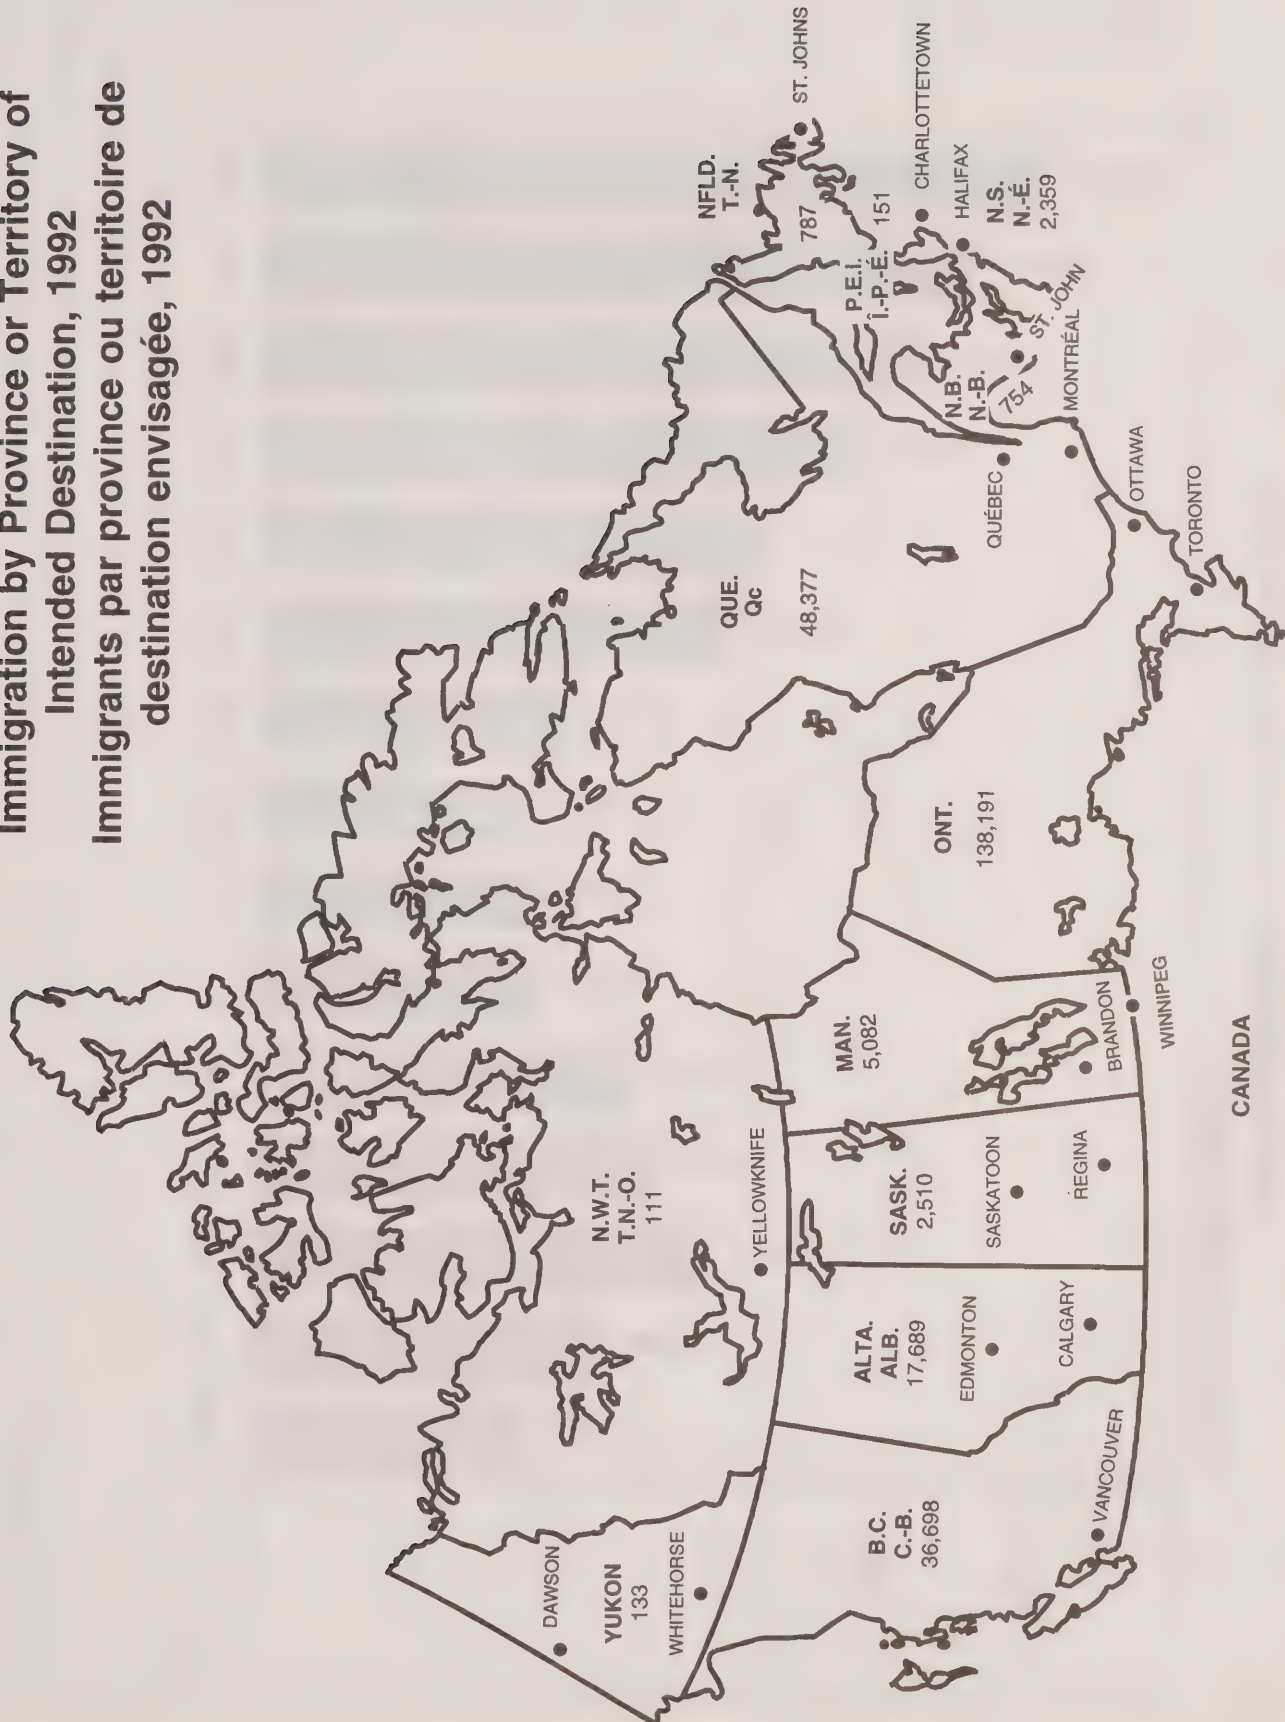 Immigration by Province or Territory of
Intended Destination, 1992
Immigrants par province ou territoire de
destination envisagée, 1992
DAWSON
YUKON
133
WHITEHORSE
N.W.T.
T.N.-O.
111
YELLOWKNIFE
B.C.
C.-B.
36,698
VANCOUVER
ALTA.
ALB.
17,689
EDMONTON
CALGARY
SASK.
2,510
SASKATOON
REGINA
MAN.
5,082
BRANDON
WINNIPEG
ONT.
138,191
OTTAWA
TORONTO
QUE.
Qc
48,377
QUÉBEC
MONTRÉAL
NFLD.
T.-N.
787
ST. JOHNS
P.E.I.
Î.-P.-É.
151
CHARLOTTETOWN
N.B.
N.-B.
754
ST. JOHN
HALIFAX
N.S.
N.-É.
2,359
CANADA